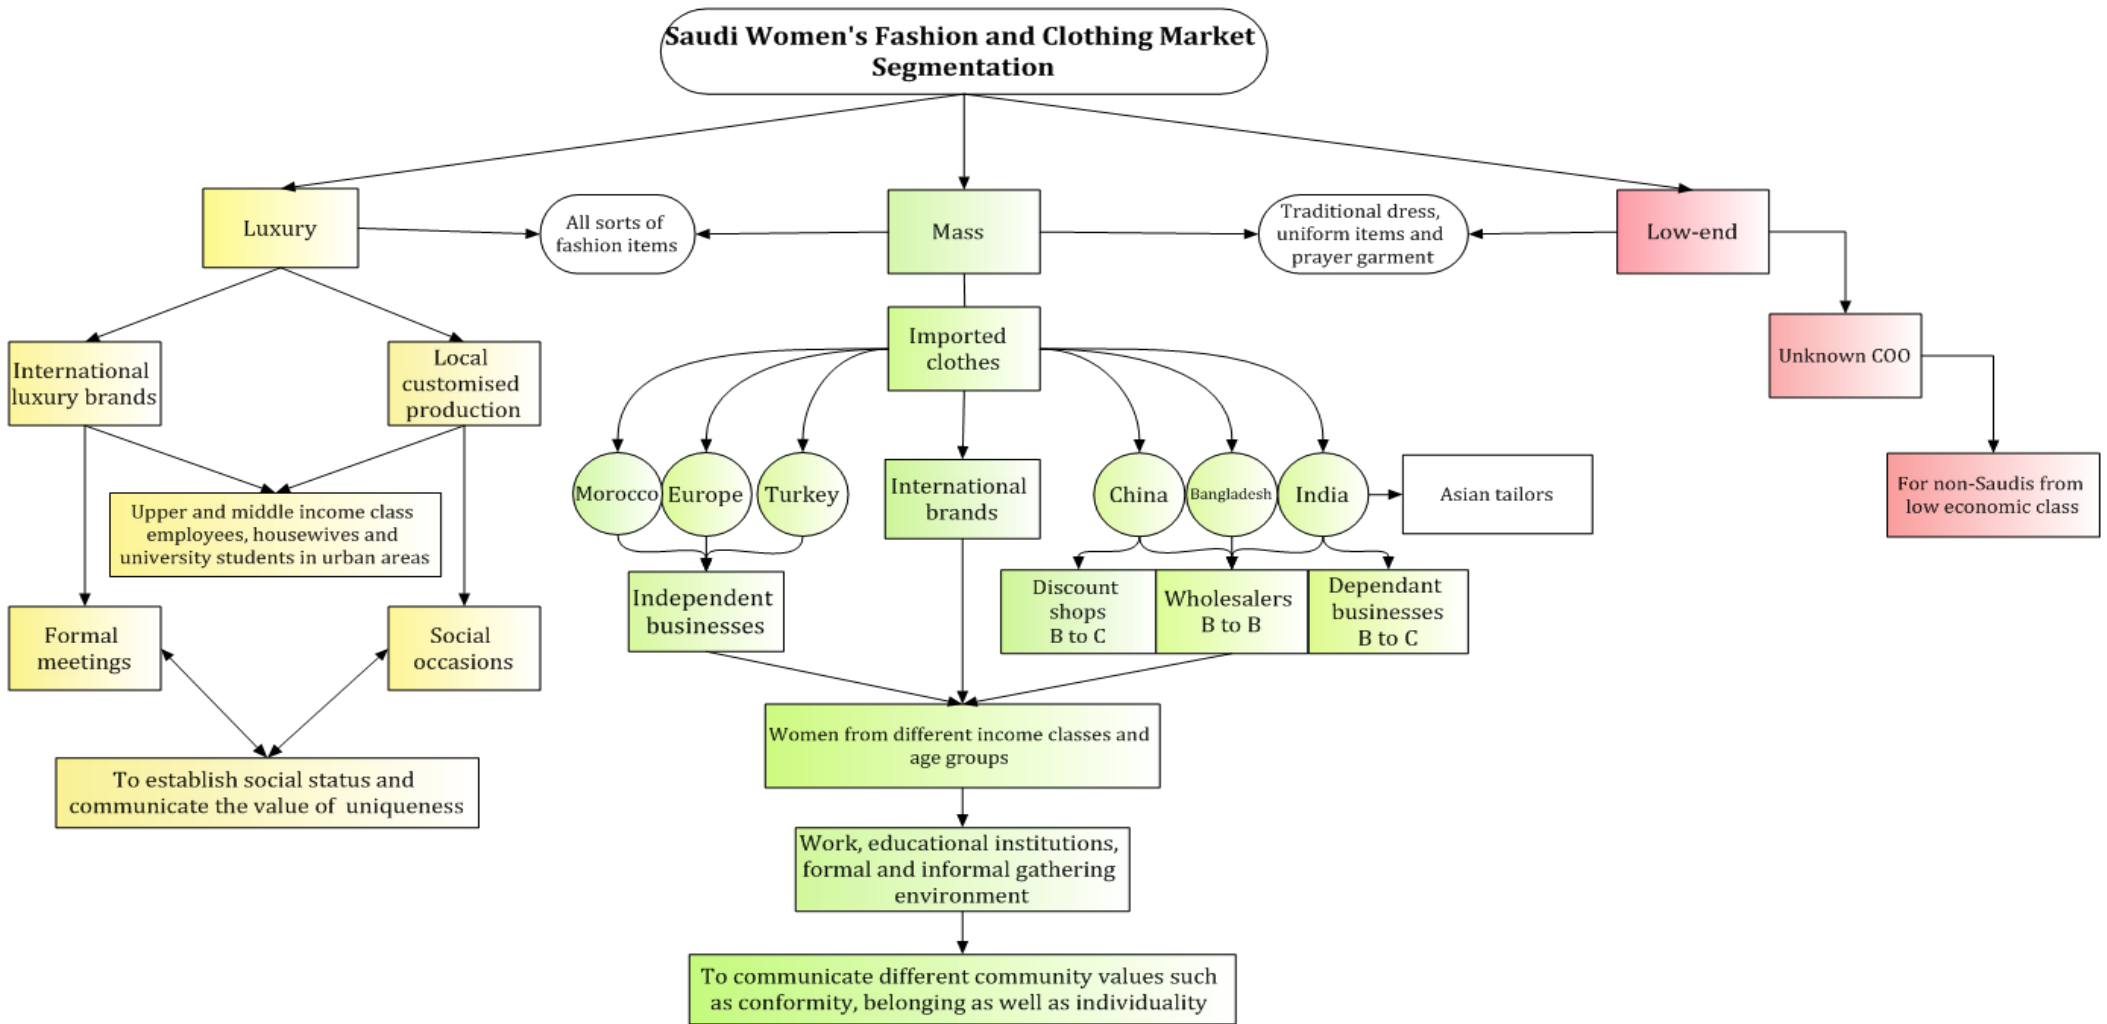 Saudi Women's Fashion and Clothing Market
Segmentation
Luxury
All sorts of
fashion items
Mass
Traditional dress,
uniform items and
prayer garment
Low-end
International
luxury brands
Local
customised
production
Imported
clothes
Unknown COO
Morocco
Europe
Turkey
International
brands
China
Bangladesh
India
Asian tailors
For non-Saudis from
low economic class
Upper and middle income class
employees, housewives and
university students in urban areas
Independent
businesses
Discount
shops
B to C
Wholesalers
B to B
Dependant
businesses
B to C
Formal
meetings
Social
occasions
Women from different income classes and
age groups
To establish social status and
communicate the value of uniqueness
Work, educational institutions,
formal and informal gathering
environment
To communicate different community values such
as conformity, belonging as well as individuality